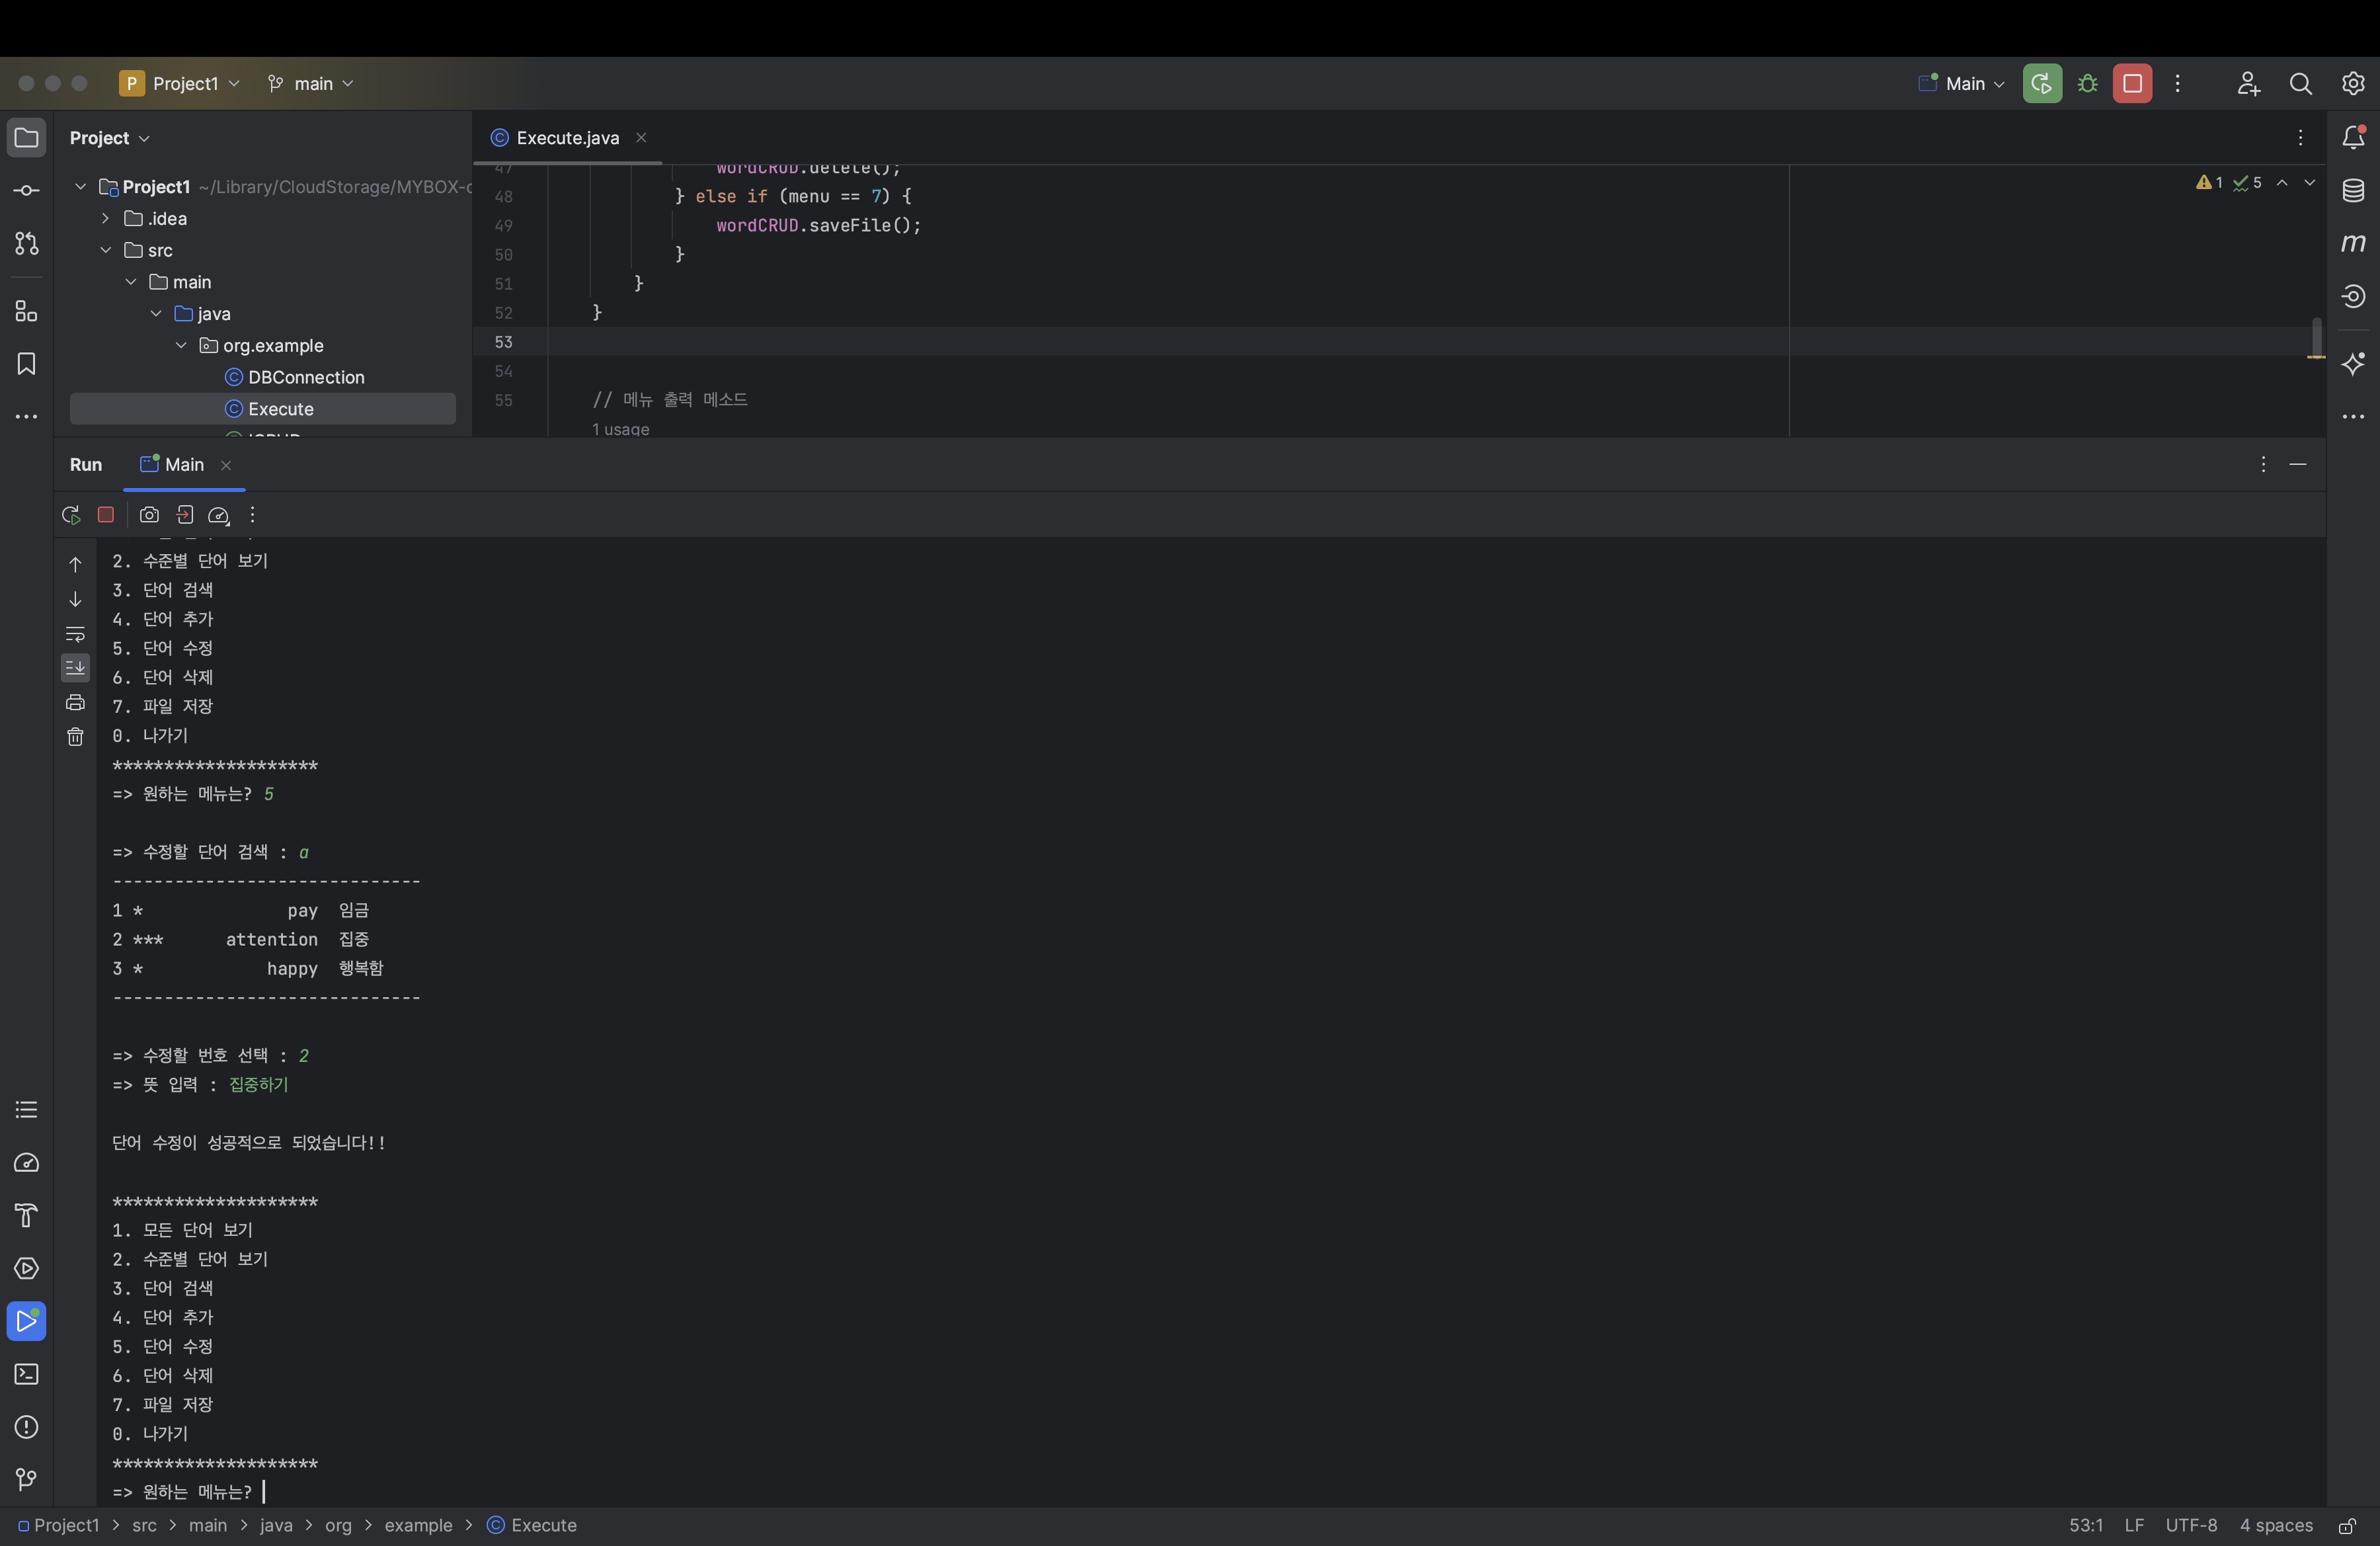 P Project1 main
Main
Project
Execute.java
Project1 ~/Library/CloudStorage/MYBOX-
.idea
src
main
java
org.example
DBConnection
Execute
47 wordCRUD.delete();
1 5
48 } else if (menu == 7) {
49 wordCRUD.saveFile();
50 }
51 }
52 }
53
54
55 // 메뉴 출력 메소드
1 usage
m
Run Main
2. 수준별 단어 보기
3. 단어 검색
4. 단어 추가
5. 단어 수정
6. 단어 삭제
7. 파일 저장
0. 나가기
********************
=> 원하는 메뉴는? 5
=> 수정할 단어 검색 : a
------------------------------
1 * pay 임금
2 *** attention 집중
3 * happy 행복함
------------------------------
=> 수정할 번호 선택 : 2
=> 뜻 입력 : 집중하기
단어 수정이 성공적으로 되었습니다!!
********************
1. 모든 단어 보기
2. 수준별 단어 보기
3. 단어 검색
4. 단어 추가
5. 단어 수정
6. 단어 삭제
7. 파일 저장
0. 나가기
********************
=> 원하는 메뉴는?
Project1 > src > main > java > org > example > Execute
53:1 LF UTF-8 4 spaces